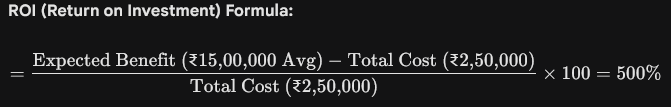 ROI (Return on Investment) Formula:
Expected Benefit (₹15,00,000 Avg) − Total Cost (₹2,50,000)
= × 100 = 500%
Total Cost (₹2,50,000)